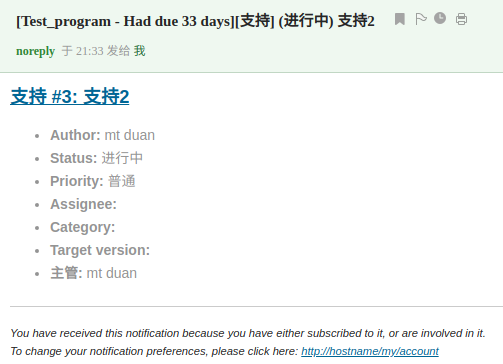 [Test_program - Had due 33 days][支持] (进行中) 支持2
noreply 于 21:33 发给 我
支持 #3: 支持2
Author: mt duan
Status: 进行中
Priority: 普通
Assignee:
Category:
Target version:
主管: mt duan
You have received this notification because you have either subscribed to it, or are involved in it.
To change your notification preferences, please click here: http://hostname/my/account